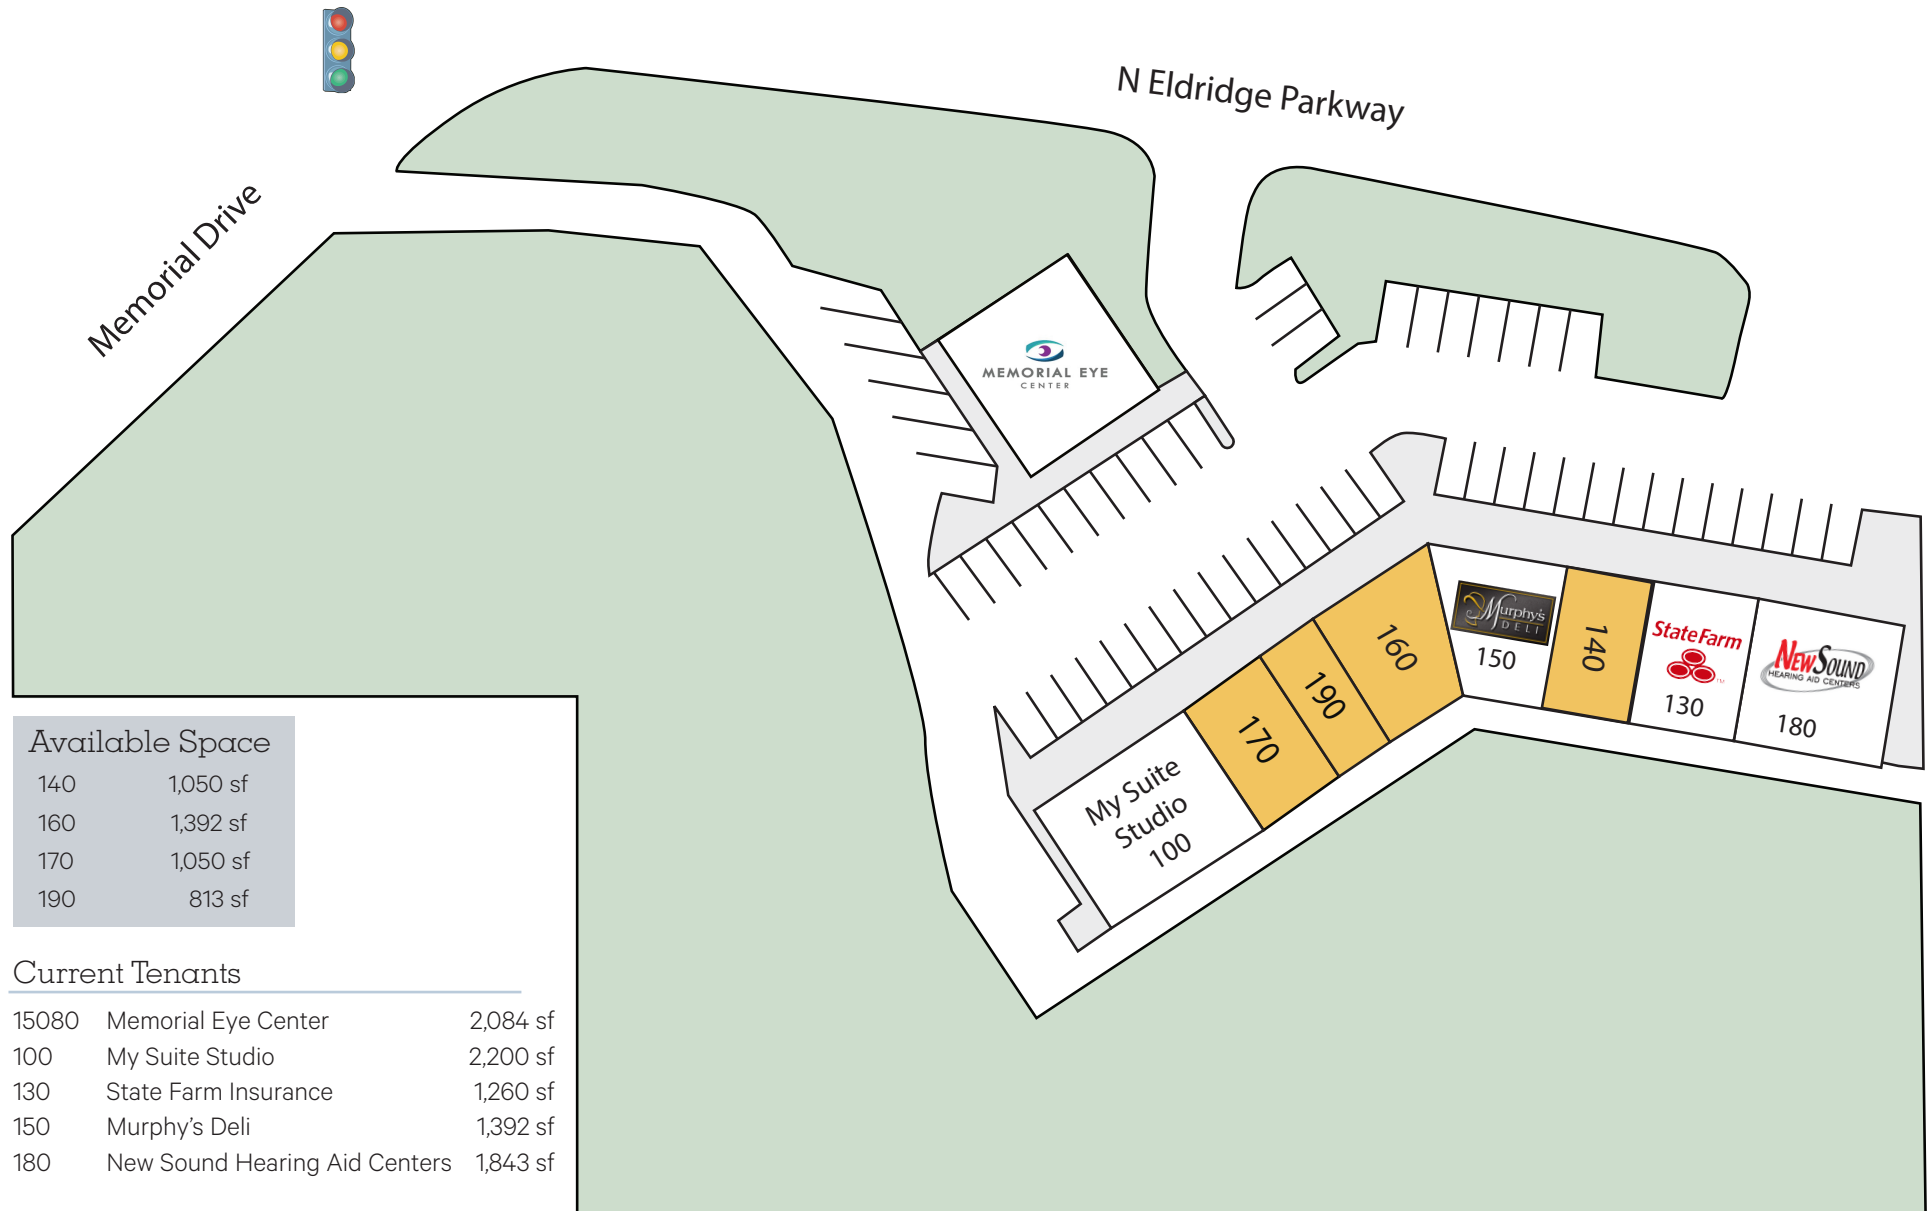 N Eldridge Parkway
Memorial Drive
MEMORIAL EYE
CENTER
Murphy's
DELI
150
140
State Farm
TM
130
NEWSOUND
HEARING AID CENTERS
180
160
190
170
My Suite
Studio
100
Available Space
140 1,050 sf
160 1,392 sf
170 1,050 sf
190 813 sf
Current Tenants
15080 Memorial Eye Center 2,084 sf
100 My Suite Studio 2,200 sf
130 State Farm Insurance 1,260 sf
150 Murphy’s Deli 1,392 sf
180 New Sound Hearing Aid Centers 1,843 sf